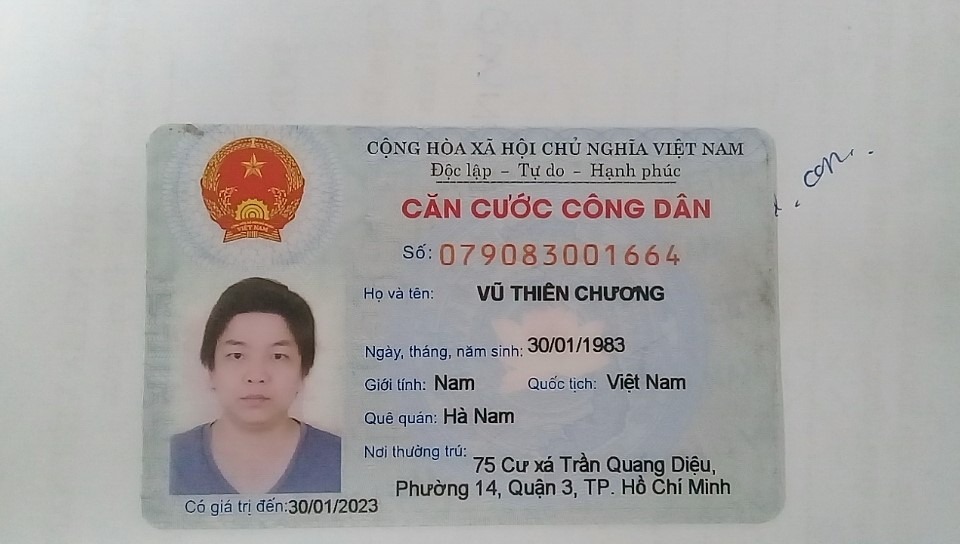 CỘNG HÒA XÃ HỘI CHỦ NGHĨA VIỆT NAM
Độc lập – Tự do – Hạnh phúc
CĂN CƯỚC CÔNG DÂN
Số: 079083001664
Họ và tên: VŨ THIÊN CHƯƠNG
Ngày, tháng, năm sinh: 30/01/1983
Giới tính: Nam Quốc tịch: Việt Nam
Quê quán: Hà Nam
Nơi thường trú: 75 Cư xá Trần Quang Diệu,
Phường 14, Quận 3, TP. Hồ Chí Minh
Có giá trị đến: 30/01/2023
VIỆT NAM